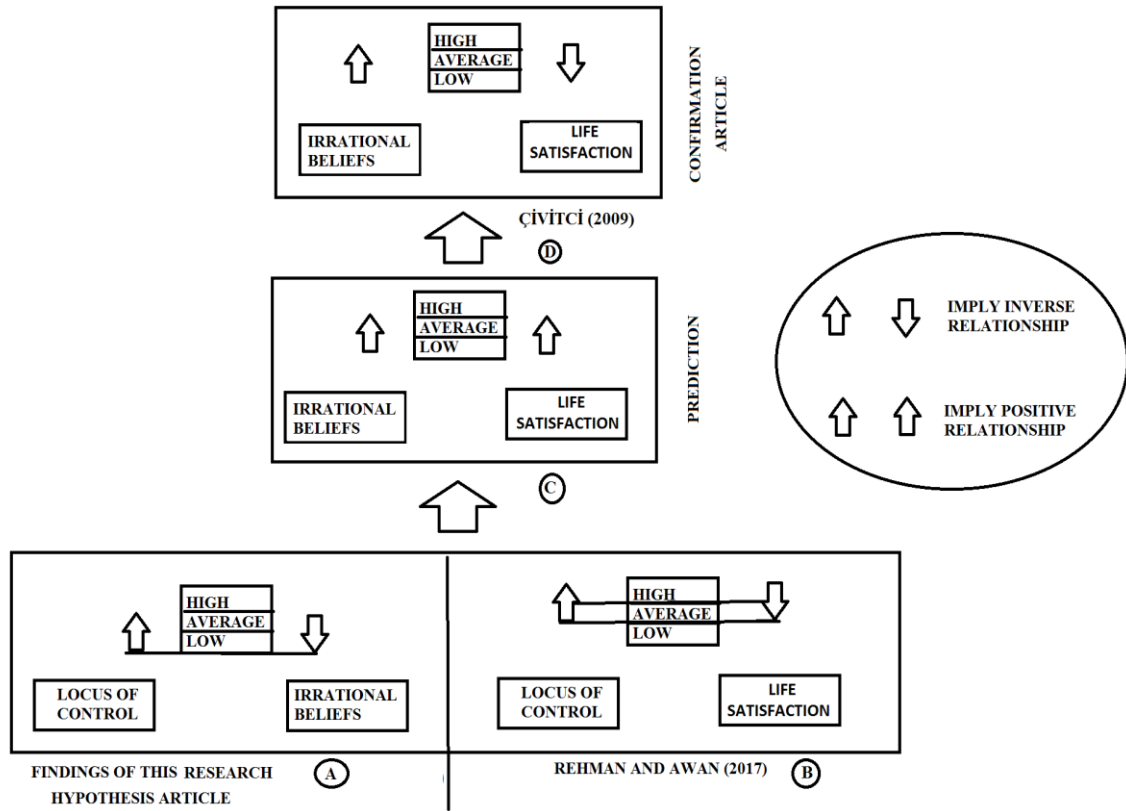 HIGH
AVERAGE
LOW
IRRATIONAL
BELIEFS
LIFE
SATISFACTION
CONFIRMATION
ARTICLE
ÇİVİTCİ (2009)
D
HIGH
AVERAGE
LOW
IRRATIONAL
BELIEFS
LIFE
SATISFACTION
PREDICTION
C
IMPLY INVERSE
RELATIONSHIP
IMPLY POSITIVE
RELATIONSHIP
HIGH
AVERAGE
LOW
LOCUS OF
CONTROL
IRRATIONAL
BELIEFS
HIGH
AVERAGE
LOW
LOCUS OF
CONTROL
LIFE
SATISFACTION
FINDINGS OF THIS RESEARCH
HYPOTHESIS ARTICLE
A
REHMAN AND AWAN (2017)
B